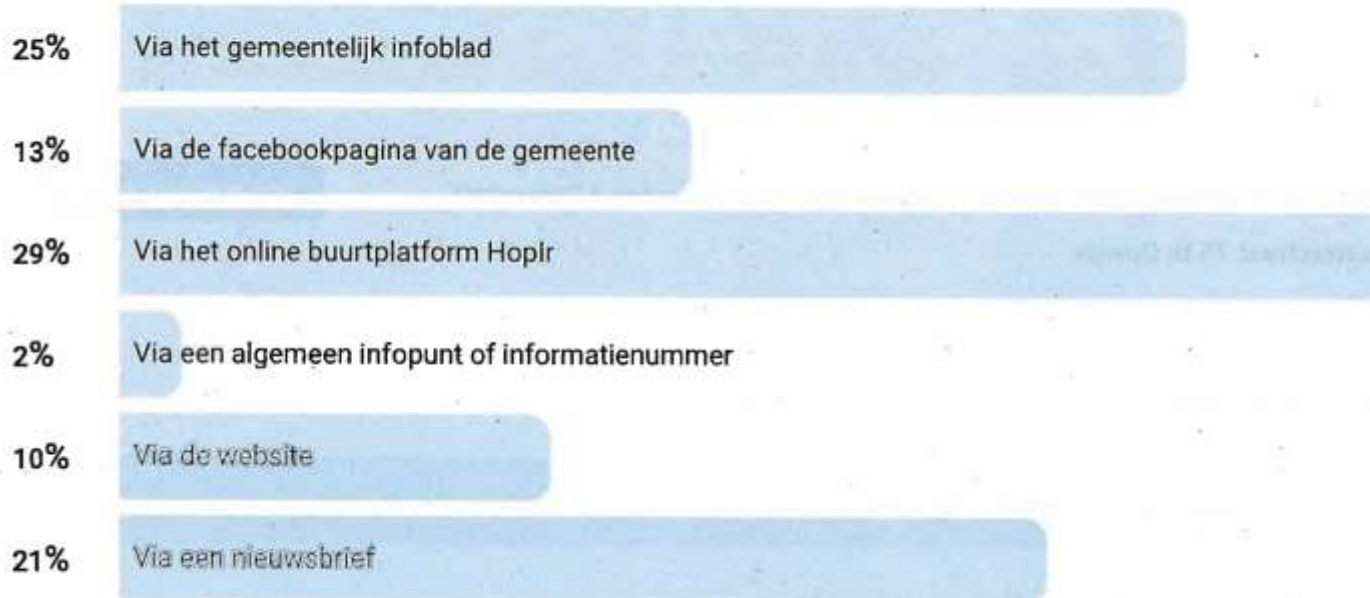 25% Via het gemeentelijk infoblad
13% Via de facebookpagina van de gemeente
29% Via het online buurtplatform Hoplr
2% Via een algemeen infopunt of informatienummer
10% Via de website
21% Via een nieuwsbrief